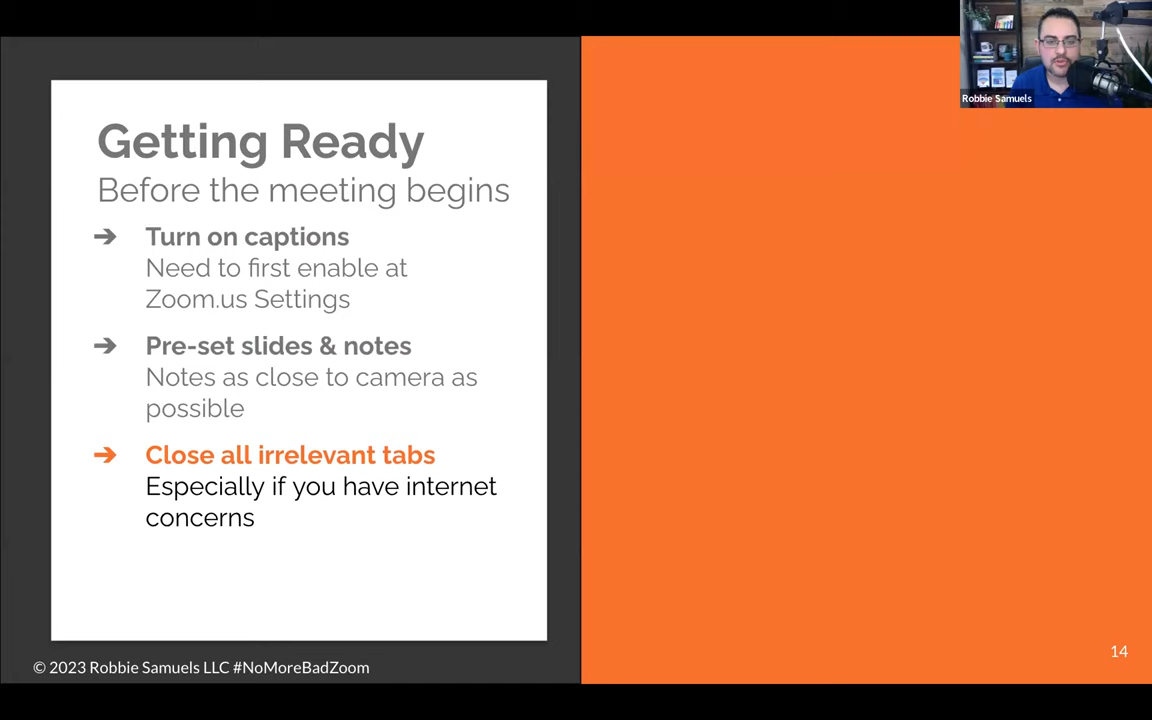 Getting Ready
Before the meeting begins
➔ Turn on captions
Need to first enable at
Zoom.us Settings
➔ Pre-set slides & notes
Notes as close to camera as
possible
➔ Close all irrelevant tabs
Especially if you have internet
concerns
© 2023 Robbie Samuels LLC #NoMoreBadZoom
Robbie Samuels
14